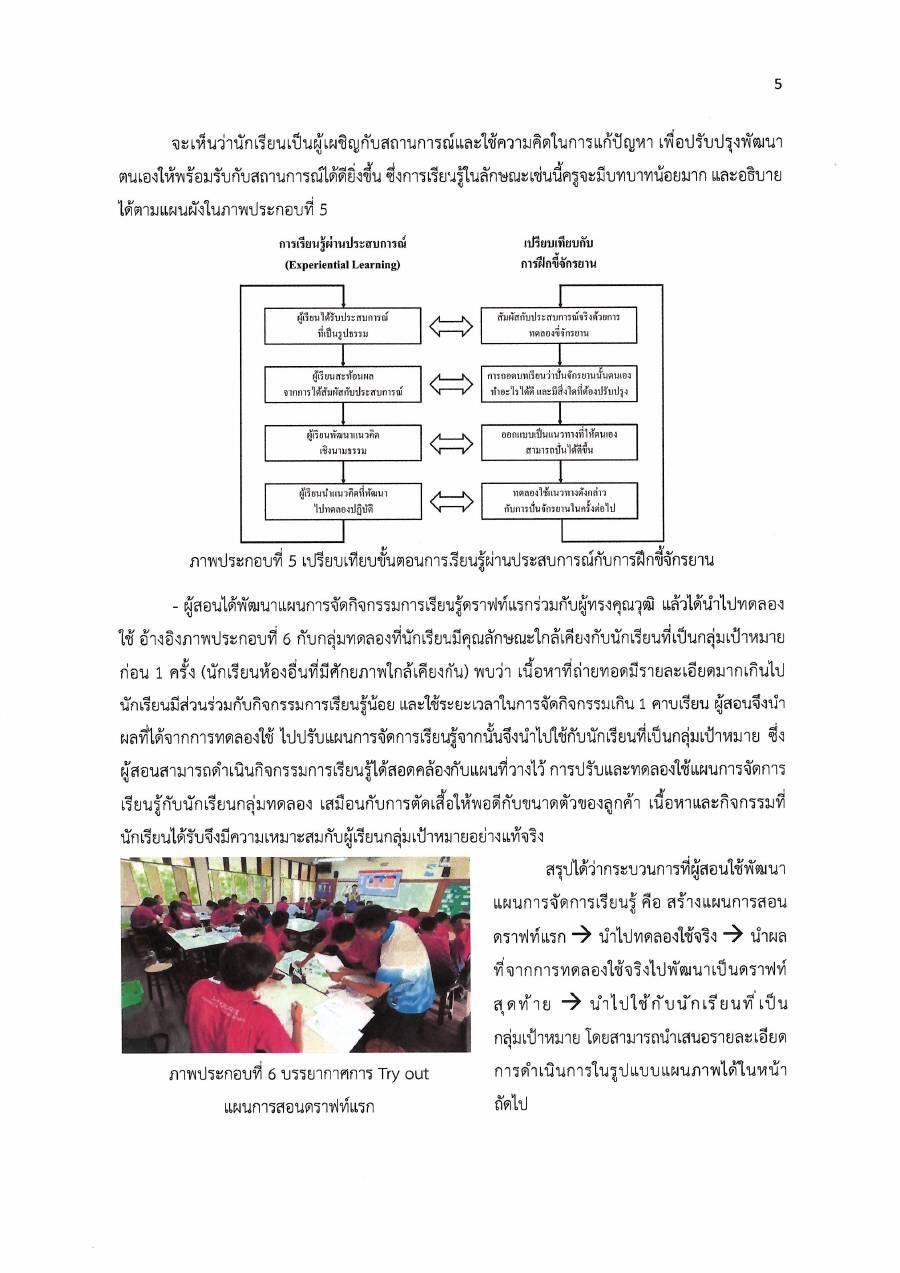 5
จะเห็นว่านักเรียนเป็นผู้เผชิญกับสถานการณ์และใช้ความคิดในการแก้ปัญหา เพื่อปรับปรุงพัฒนา
ตนเองให้พร้อมรับกับสถานการณ์ได้ดียิ่งขึ้น ซึ่งการเรียนรู้ในลักษณะเช่นนี้ครูจะมีบทบาทน้อยมาก และอธิบาย
ได้ตามแผนผังในภาพประกอบที่ 5
การเรียนรู้ผ่านประสบการณ์
(Experiential Learning)
เปรียบเทียบกับ
การฝึกขี่จักรยาน
ผู้เรียนได้รับประสบการณ์
ที่เป็นรูปธรรม
สัมผัสกับประสบการณ์จริงด้วยการ
ทดลองขี่จักรยาน
ผู้เรียนสะท้อนผล
จากการได้สัมผัสกับประสบการณ์
การถอดบทเรียนว่าปั่นจักรยานนั้นตนเอง
ทำอะไรได้ดี และมีสิ่งใดที่ต้องปรับปรุง
ผู้เรียนพัฒนาแนวคิด
เชิงนามธรรม
ออกแบบเป็นแนวทางที่ให้ตนเอง
สามารถปั่นได้ดีขึ้น
ผู้เรียนนำแนวคิดที่พัฒนา
ไปทดลองปฏิบัติ
ทดลองใช้แนวทางดังกล่าว
กับการปั่นจักรยานในครั้งต่อไป
ภาพประกอบที่ 5 เปรียบเทียบขั้นตอนการเรียนรู้ผ่านประสบการณ์กับการฝึกขี่จักรยาน
- ผู้สอนได้พัฒนาแผนการจัดกิจกรรมการเรียนรู้ดราฟท์แรกร่วมกับผู้ทรงคุณวุฒิ แล้วได้นำไปทดลอง
ใช้ อ้างอิงภาพประกอบที่ 6 กับกลุ่มทดลองที่นักเรียนมีคุณลักษณะใกล้เคียงกับนักเรียนที่เป็นกลุ่มเป้าหมาย
ก่อน 1 ครั้ง (นักเรียนห้องอื่นที่มีศักยภาพใกล้เคียงกัน) พบว่า เนื้อหาที่ถ่ายทอดมีรายละเอียดมากเกินไป
นักเรียนมีส่วนร่วมกับกิจกรรมการเรียนรู้น้อย และใช้ระยะเวลาในการจัดกิจกรรมเกิน 1 คาบเรียน ผู้สอนจึงนำ
ผลที่ได้จากการทดลองใช้ ไปปรับแผนการจัดการเรียนรู้จากนั้นจึงนำไปใช้กับนักเรียนที่เป็นกลุ่มเป้าหมาย ซึ่ง
ผู้สอนสามารถดำเนินกิจกรรมการเรียนรู้ได้สอดคล้องกับแผนที่วางไว้ การปรับและทดลองใช้แผนการจัดการ
เรียนรู้กับนักเรียนกลุ่มทดลอง เสมือนกับการตัดเสื้อให้พอดีกับขนาดตัวของลูกค้า เนื้อหาและกิจกรรมที่
นักเรียนได้รับจึงมีความเหมาะสมกับผู้เรียนกลุ่มเป้าหมายอย่างแท้จริง
สรุปได้ว่ากระบวนการที่ผู้สอนใช้พัฒนา
แผนการจัดการเรียนรู้ คือ สร้างแผนการสอน
ดราฟท์แรก → นำไปทดลองใช้จริง → นำผล
ที่จากการทดลองใช้จริงไปพัฒนาเป็นดราฟท์
สุดท้าย → นำไปใช้กับนักเรียนที่เป็น
กลุ่มเป้าหมาย โดยสามารถนำเสนอรายละเอียด
การดำเนินการในรูปแบบแผนภาพได้ในหน้า
ถัดไป
ภาพประกอบที่ 6 บรรยากาศการ Try out
แผนการสอนดราฟท์แรก